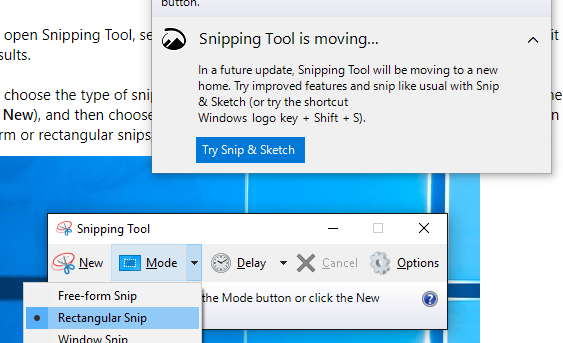 button.
open Snipping Tool, se
it
sults.
Snipping Tool is moving...
In a future update, Snipping Tool will be moving to a new
home. Try improved features and snip like usual with Snip
& Sketch (or try the shortcut
Windows logo key + Shift + S).
Try Snip & Sketch
choose the type of snip
ne
New), and then choose
n
rm or rectangular snips
Snipping Tool
New Mode Delay Cancel Options
the Mode button or click the New
Free-form Snip
Rectangular Snip
Window Snip